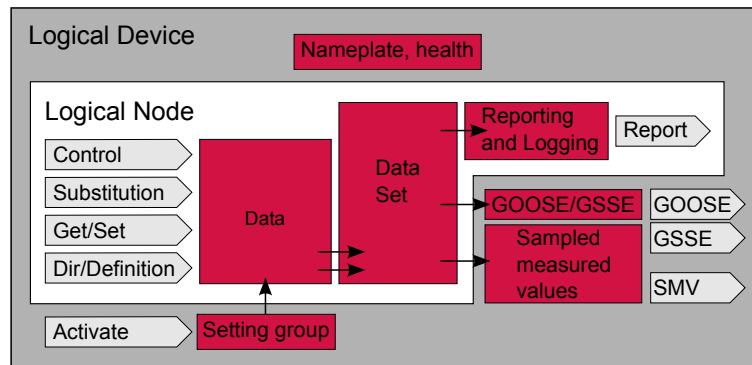 Logical Device
Nameplate, health
Logical Node
Control
Substitution
Get/Set
Dir/Definition
Data
Data
Set
Reporting
and Logging
Report
GOOSE/GSSE
GOOSE
GSSE
Sampled
measured
values
SMV
Activate
Setting group